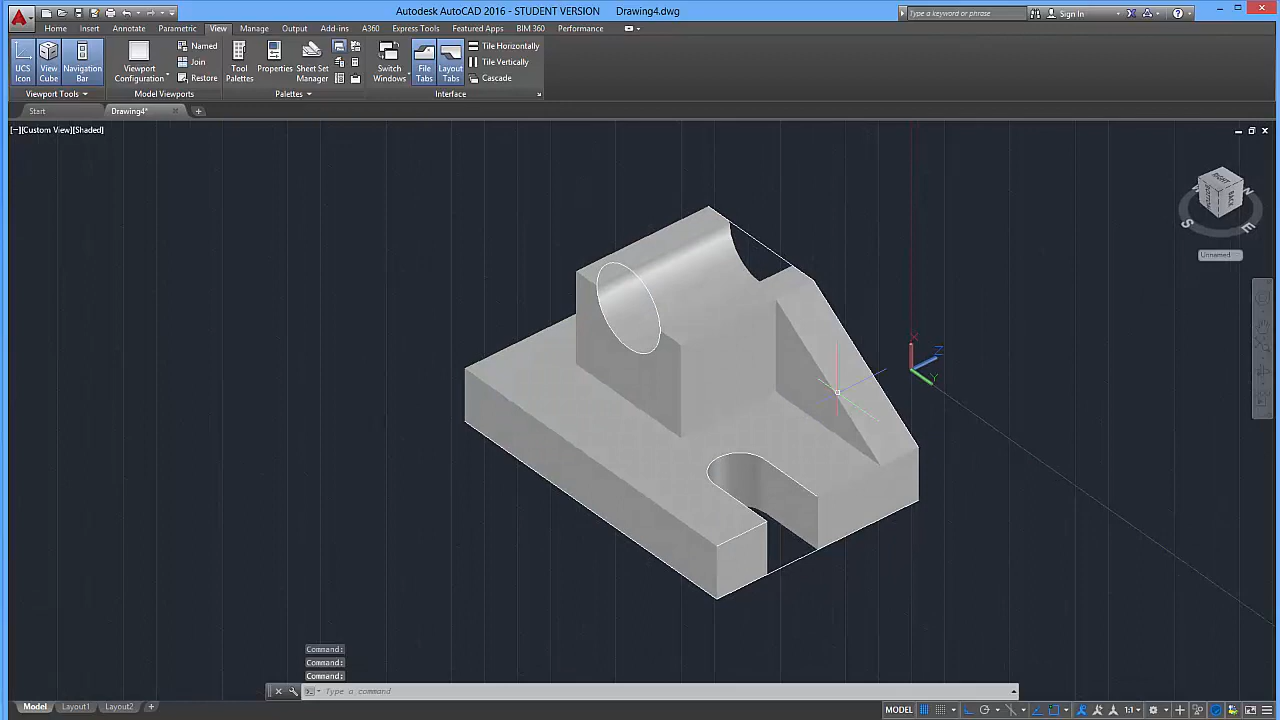 Autodesk AutoCAD 2016 - STUDENT VERSION Drawing4.dwg
Type a keyword or phrase
Sign In
Home Insert Annotate Parametric View Manage Output Add-ins A360 Express Tools Featured Apps BIM 360 Performance
UCS Icon
View Cube
Navigation Bar
Viewport Tools
Viewport Configuration
Named
Join
Restore
Model Viewports
Tool Palettes
Properties
Sheet Set Manager
Palettes
Switch Windows
File Tabs
Layout Tabs
Tile Horizontally
Tile Vertically
Cascade
Interface
Start
Drawing4*
[−][Custom View][Shaded]
RIGHT
BACK
S
E
N
Unnamed
X
Z
Y
Command:
Command:
Command:
Type a command
Model Layout1 Layout2
MODEL
1:1